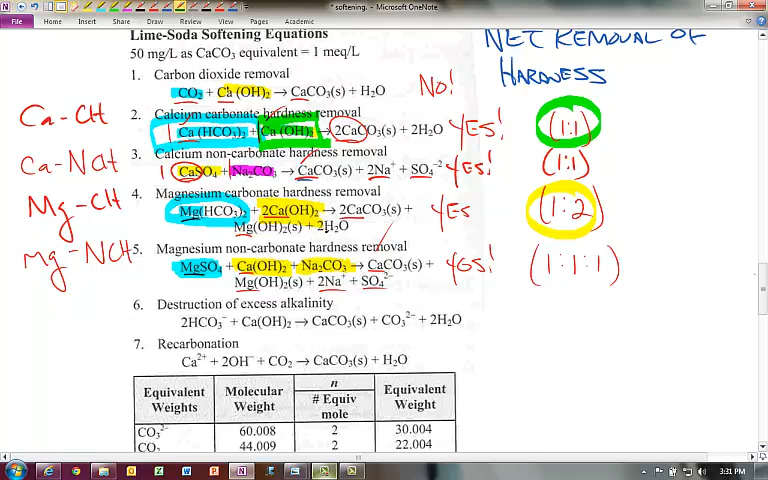 softening. - Microsoft OneNote
File Home Insert Share Draw History Review View Page Academic
Lime-Soda Softening Equations
50 mg/L as CaCO3 equivalent = 1 meq/L
NET REMOVAL OF
HARDNESS
1. Carbon dioxide removal
CO2 + Ca (OH)2 → CaCO3(s) + H2O
NO!
2. Calcium carbonate hardness removal
Ca-CH
Ca (HCO3)2 + Ca (OH)2 → 2CaCO3(s) + 2H2O
YES!
(1:1)
3. Calcium non-carbonate hardness removal
Ca-NCH
1 CaSO4 + Na2CO3 → CaCO3(s) + 2Na+ + SO4-2
YES!
(1:1)
4. Magnesium carbonate hardness removal
Mg-CH
Mg(HCO3)2 + 2Ca(OH)2 → 2CaCO3(s) +
Mg(OH)2(s) + 2H2O
YES
(1:2)
5. Magnesium non-carbonate hardness removal
Mg-NCH
MgSO4 + Ca(OH)2 + Na2CO3 → CaCO3(s) +
Mg(OH)2(s) + 2Na+ + SO42-
YES!
(1:1:1)
6. Destruction of excess alkalinity
2HCO3- + Ca(OH)2 → CaCO3(s) + CO32- + 2H2O
7. Recarbonation
Ca2+ + 2OH- + CO2 → CaCO3(s) + H2O
Equivalent Weights Molecular Weight n # Equiv mole Equivalent Weight
CO32- 60.008 2 30.004
CO2 44.009 2 22.004
3:31 PM